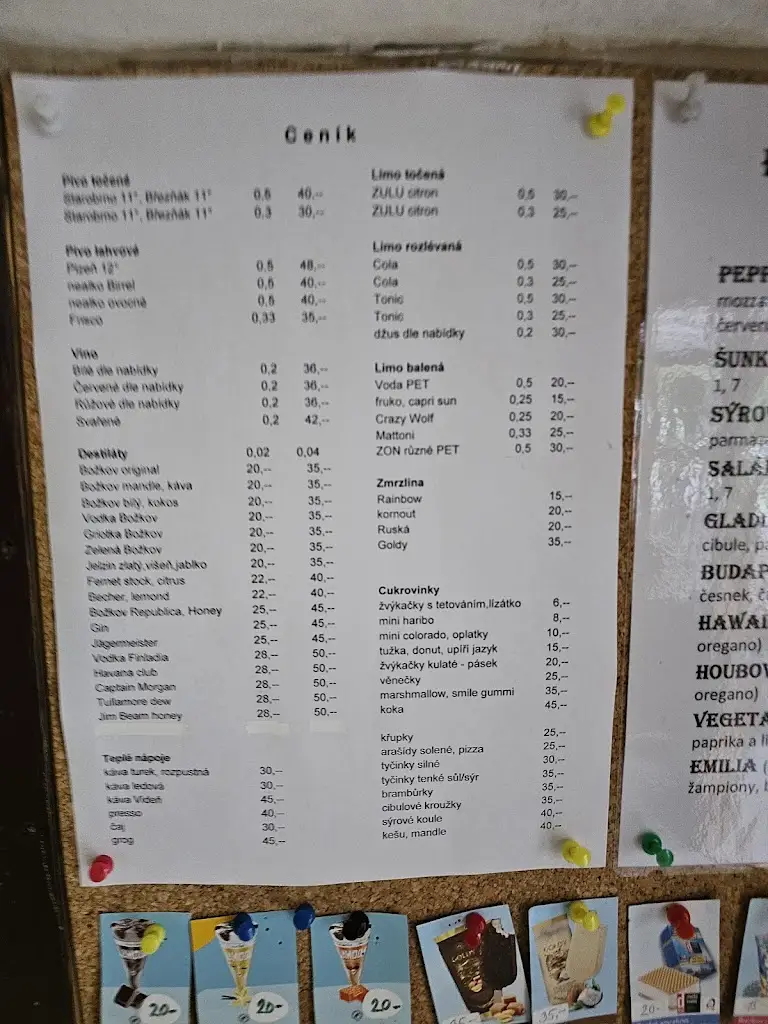 Ceník
Pivo točené
Starobrno 11°, Březňák 11° 0,5 40,--
Starobrno 11°, Březňák 11° 0,3 30,--
Pivo lahvové
Plzeň 12° 0,5 48,--
nealko Birrel 0,5 40,--
nealko ovocné 0,5 40,--
Frisco 0,33 35,--
Víno
Bílé dle nabídky 0,2 36,--
Červené dle nabídky 0,2 36,--
Růžové dle nabídky 0,2 36,--
Svařené 0,2 42,--
Destiláty 0,02 0,04
Božkov original 20,-- 35,--
Božkov mandle, káva 20,-- 35,--
Božkov bílý, kokos 20,-- 35,--
Vodka Božkov 20,-- 35,--
Griotka Božkov 20,-- 35,--
Zelená Božkov 20,-- 35,--
Jelzin zlatý,višeň,jablko 20,-- 35,--
Fernet stock, citrus 22,-- 40,--
Becher, lemond 22,-- 40,--
Božkov Republica, Honey 25,-- 45,--
Gin 25,-- 45,--
Jägermeister 25,-- 45,--
Vodka Finladia 28,-- 50,--
Havana club 28,-- 50,--
Captain Morgan 28,-- 50,--
Tullamore dew 28,-- 50,--
Jim Beam honey 28,-- 50,--
Teplé nápoje
káva turek, rozpustná 30,--
káva ledová 30,--
káva Vídeň 45,--
presso 40,--
čaj 30,--
grog 45,--
Limo točená
ZULU citron 0,5 30,--
ZULU citron 0,3 25,--
Limo rozlévaná
Cola 0,5 30,--
Cola 0,3 25,--
Tonic 0,5 30,--
Tonic 0,3 25,--
džus dle nabídky 0,2 30,--
Limo balená
Voda PET 0,5 20,--
fruko, capri sun 0,25 15,--
Crazy Wolf 0,25 20,--
Mattoni 0,33 25,--
ZON různé PET 0,5 30,--
Zmrzlina
Rainbow 15,--
kornout 20,--
Ruská 20,--
Goldy 35,--
Cukrovinky
žvýkačky s tetováním,lízátko 6,--
mini haribo 8,--
mini colorado, oplatky 10,--
tužka, donut, upíří jazyk 15,--
žvýkačky kulaté - pásek 20,--
věnečky 25,--
marshmallow, smile gummi 35,--
koka 45,--
křupky 25,--
arašídy solené, pizza 25,--
tyčinky silné 30,--
tyčinky tenké sůl/sýr 35,--
brambůrky 35,--
cibulové kroužky 35,--
sýrové koule 40,--
kešu, mandle 40,--
PEPP
mozza
červen
ŠUNK
1, 7
SÝRO
parma
SALÁ
1, 7
GLADI
cibule, pa
BUDAP
česnek, č
HAWAI
oregano)
HOUBOV
oregano)
VEGETA
paprika a
EMILIA (
žampiony,
20-
20-
20-
35,-
20-